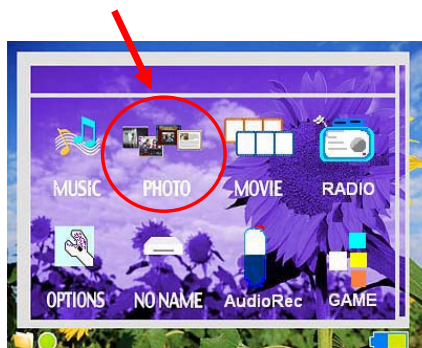 MUSIC PHOTO MOVIE RADIO
OPTIONS NO NAME AudioRec GAME